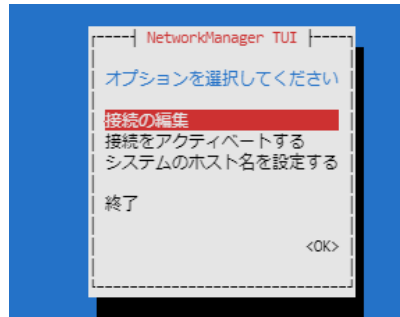 NetworkManager TUI
オプションを選択してください
接続の編集
接続をアクティベートする
システムのホスト名を設定する
終了
<OK>